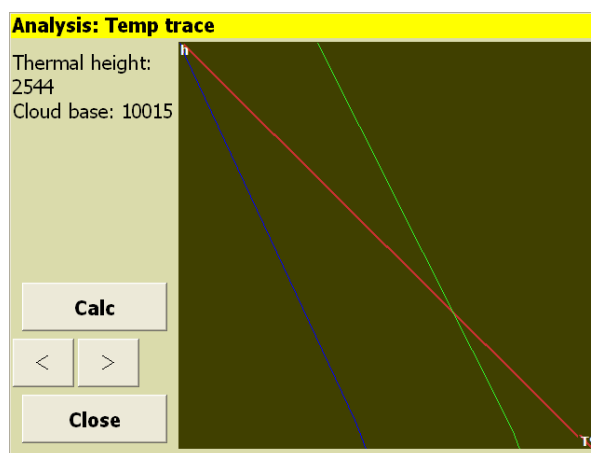 Analysis: Temp trace
Thermal height:
2544
Cloud base: 10015
h
Calc
< >
Close